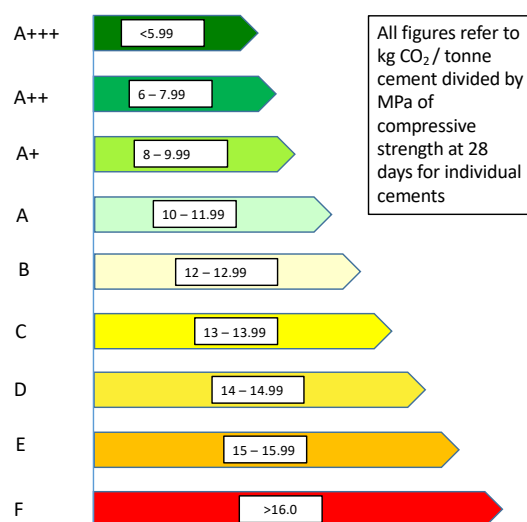 A+++
<5.99
A++
6 – 7.99
A+
8 – 9.99
A
10 – 11.99
B
12 – 12.99
C
13 – 13.99
D
14 – 14.99
E
15 – 15.99
F
>16.0
All figures refer to
kg CO₂ / tonne
cement divided by
MPa of
compressive
strength at 28
days for individual
cements